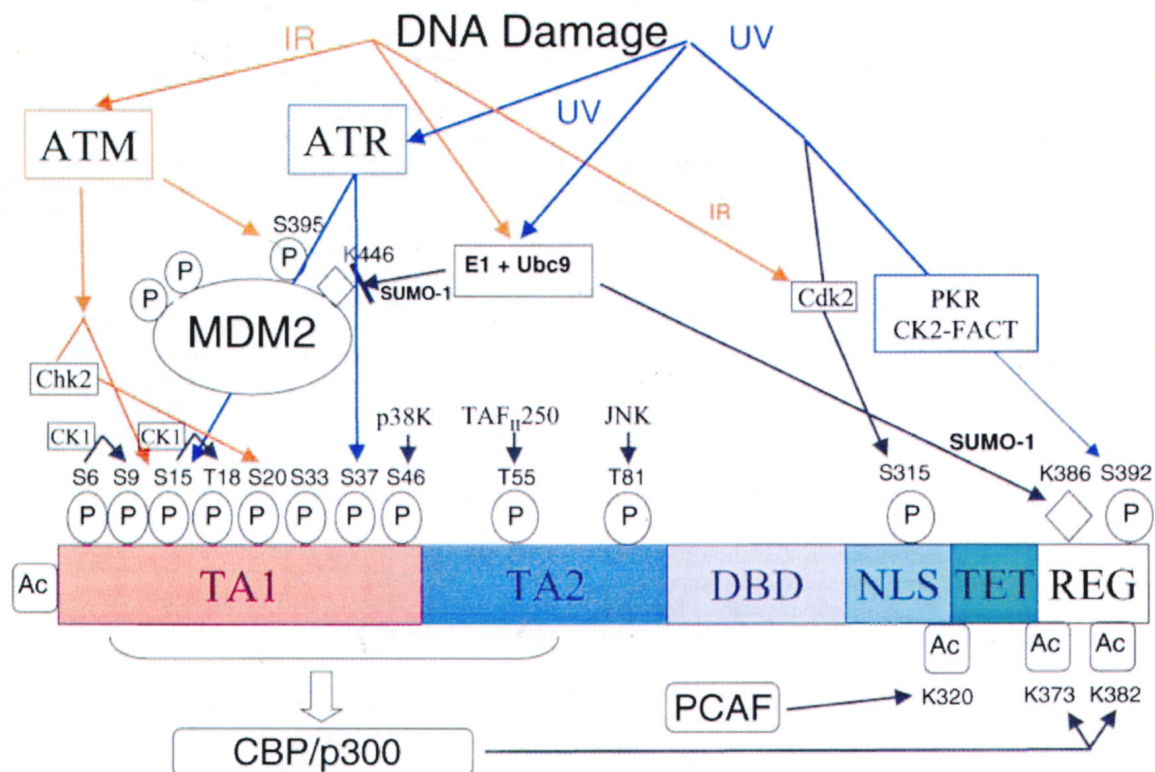 DNA Damage
IR
UV
UV
ATM
ATR
IR
S395
K446
P
P
P
SUMO-1
E1 + Ubc9
Cdk2
PKR
CK2-FACT
MDM2
Chk2
CK1
CK1
p38K
TAFII250
JNK
SUMO-1
S6 S9 S15 T18 S20 S33 S37 S46 T55 T81 S315 K386 S392
P P P P P P P P P P P P
Ac TA1 TA2 DBD NLS TET REG
Ac Ac Ac
PCAF K320 K373 K382
CBP/p300